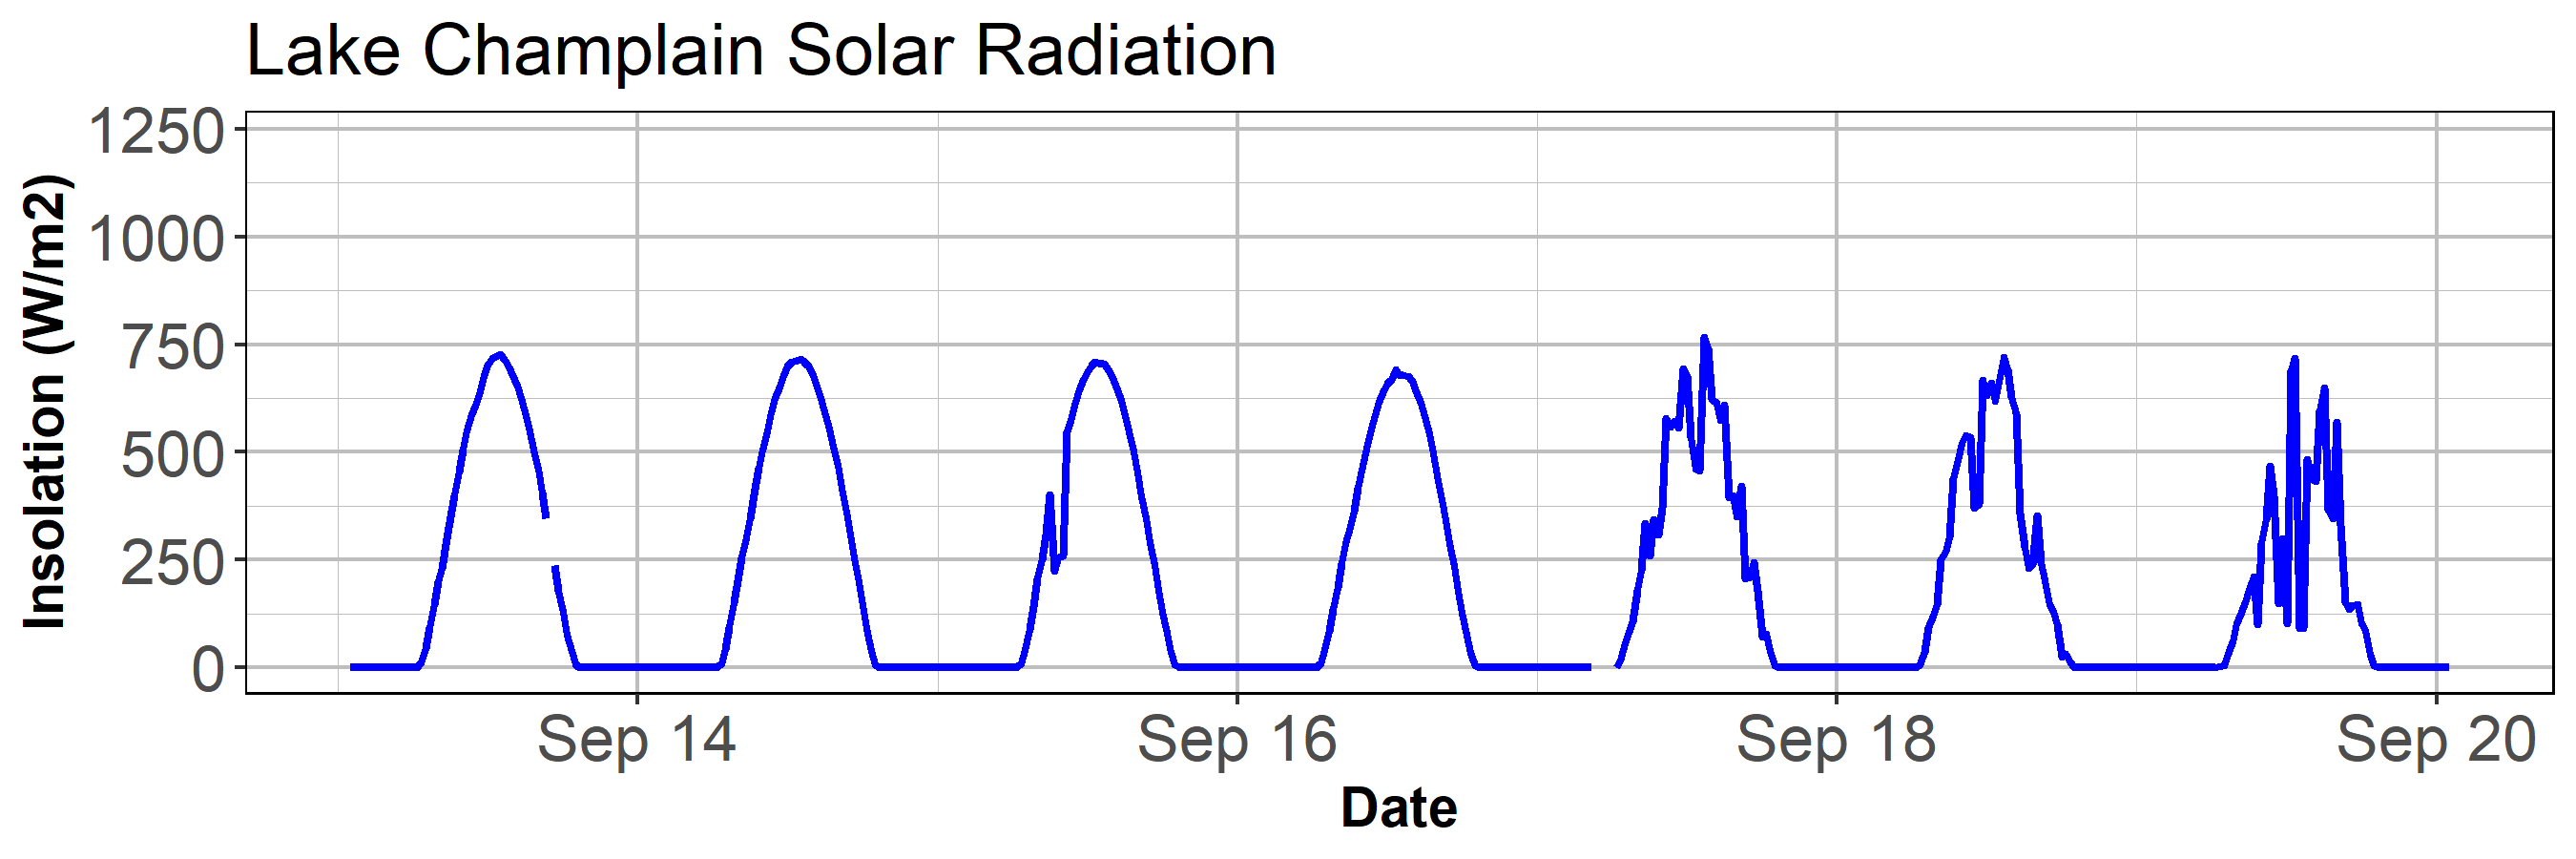 Lake Champlain Solar Radiation
1250
1000
750
500
250
0
Insolation (W/m2)
Sep 14 Sep 16 Sep 18 Sep 20
Date